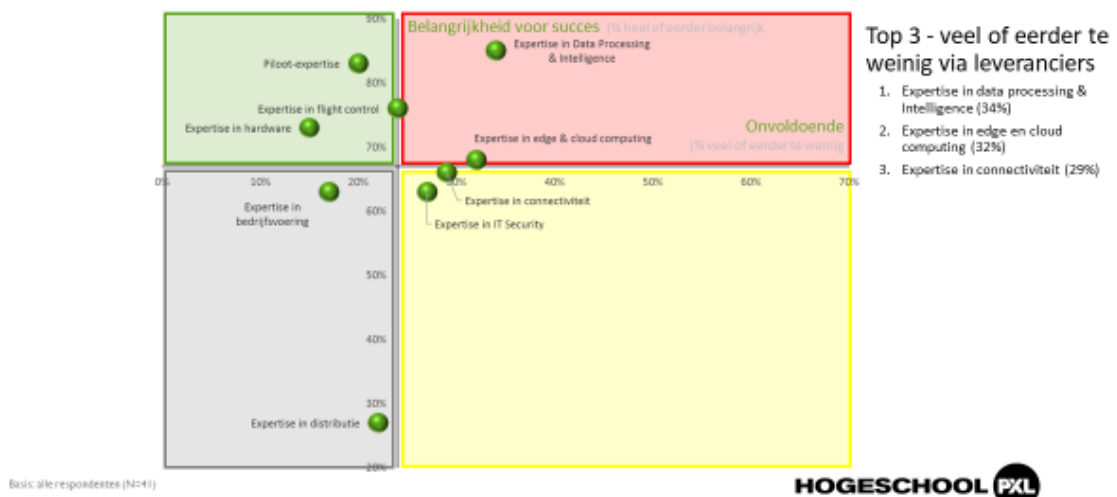 90%
Belangrijkheid voor succes (% heel of eerder belangrijk
Expertise in Data Processing
& Intelligence
Piloot-expertise
80%
Expertise in flight control
Expertise in hardware
Onvoldoende
Expertise in edge & cloud computing
70%
(% veel of eerder te weinig
0%
10%
20%
30%
40%
50%
60%
70%
Expertise in
bedrijfsvoering
60%
Expertise in connectiviteit
Expertise in IT Security
50%
40%
30%
Expertise in distributie
20%
Top 3 - veel of eerder te
weinig via leveranciers
1. Expertise in data processing &
Intelligence (34%)
2. Expertise in edge en cloud
computing (32%)
3. Expertise in connectiviteit (29%)
Basis: alle respondenten (N=41)
HOGESCHOOL PXL